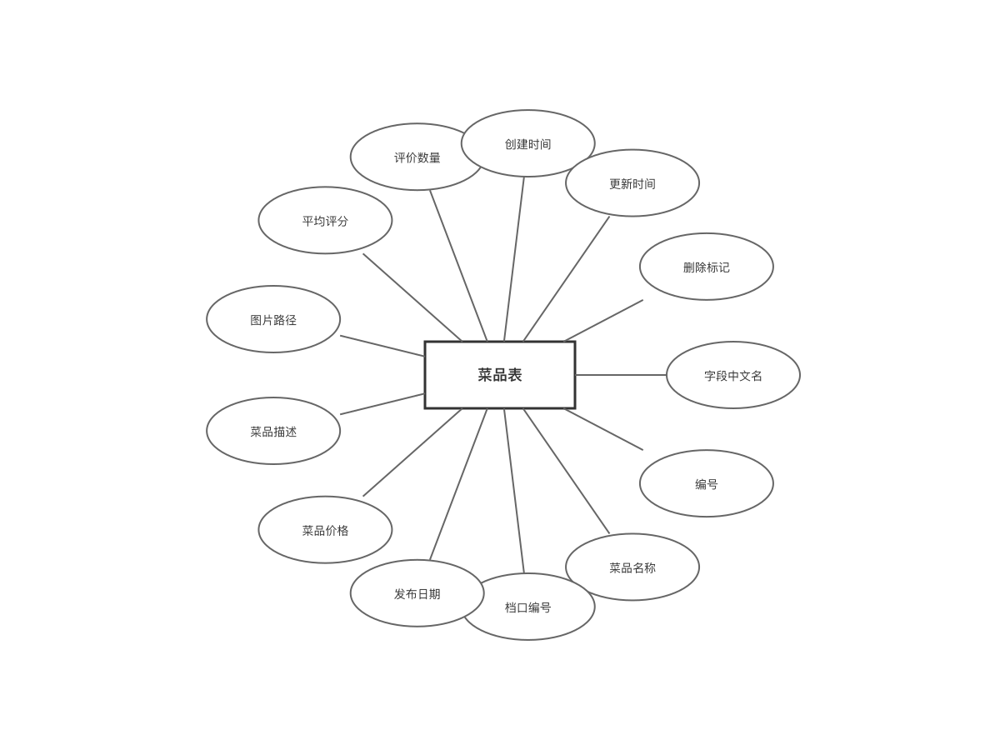 创建时间
评价数量
更新时间
平均评分
删除标记
图片路径
菜品表
字段中文名
菜品描述
编号
菜品价格
菜品名称
发布日期
档口编号